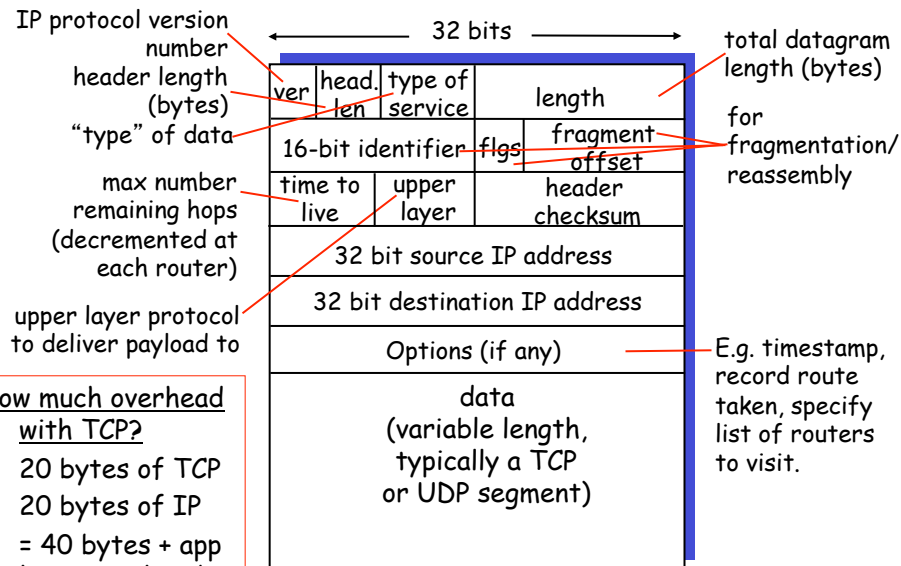 IP protocol version
number
header length
(bytes)
"type" of data
max number
remaining hops
(decremented at
each router)
upper layer protocol
to deliver payload to
32 bits
ver
head.
len
type of
service
length
16-bit identifier
flgs
fragment
offset
time to
live
upper
layer
header
checksum
32 bit source IP address
32 bit destination IP address
Options (if any)
data
(variable length,
typically a TCP
or UDP segment)
total datagram
length (bytes)
for
fragmentation/
reassembly
E.g. timestamp,
record route
taken, specify
list of routers
to visit.
ow much overhead
with TCP?
20 bytes of TCP
20 bytes of IP
= 40 bytes + app